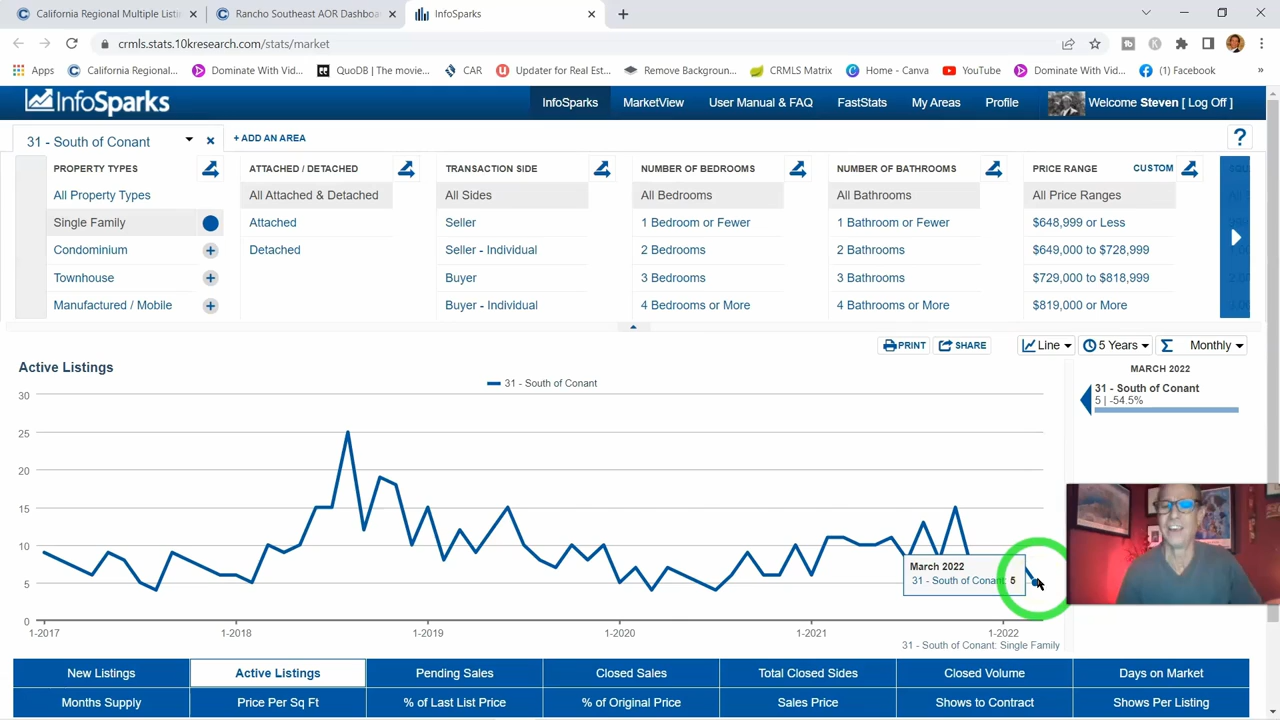 California Regional Multiple Listi
Rancho Southeast AOR Dashboa
InfoSparks
crmls.stats.10kresearch.com/stats/market
Apps
California Regional...
Dominate With Vid...
QuoDB | The movie...
CAR
Updater for Real Est...
Remove Backgroun...
CRMLS Matrix
Home - Canva
YouTube
Dominate With Vid...
(1) Facebook
»
InfoSparks
InfoSparks
MarketView
User Manual & FAQ
FastStats
My Areas
Profile
Welcome Steven [ Log Off ]
31 - South of Conant
+ ADD AN AREA
?
PROPERTY TYPES
All Property Types
Single Family
Condominium
Townhouse
Manufactured / Mobile
ATTACHED / DETACHED
All Attached & Detached
Attached
Detached
TRANSACTION SIDE
All Sides
Seller
Seller - Individual
Buyer
Buyer - Individual
NUMBER OF BEDROOMS
All Bedrooms
1 Bedroom or Fewer
2 Bedrooms
3 Bedrooms
4 Bedrooms or More
NUMBER OF BATHROOMS
All Bathrooms
1 Bathroom or Fewer
2 Bathrooms
3 Bathrooms
4 Bathrooms or More
PRICE RANGE
CUSTOM
All Price Ranges
$648,999 or Less
$649,000 to $728,999
$729,000 to $818,999
$819,000 or More
PRINT
SHARE
Line
5 Years
Σ Monthly
Active Listings
31 - South of Conant
MARCH 2022
31 - South of Conant
5 | -54.5%
30
25
20
15
10
5
0
March 2022
31 - South of Conant: 5
1-2017
1-2018
1-2019
1-2020
1-2021
1-2022
31 - South of Conant: Single Family
New Listings
Active Listings
Pending Sales
Closed Sales
Total Closed Sides
Closed Volume
Days on Market
Months Supply
Price Per Sq Ft
% of Last List Price
% of Original Price
Sales Price
Shows to Contract
Shows Per Listing